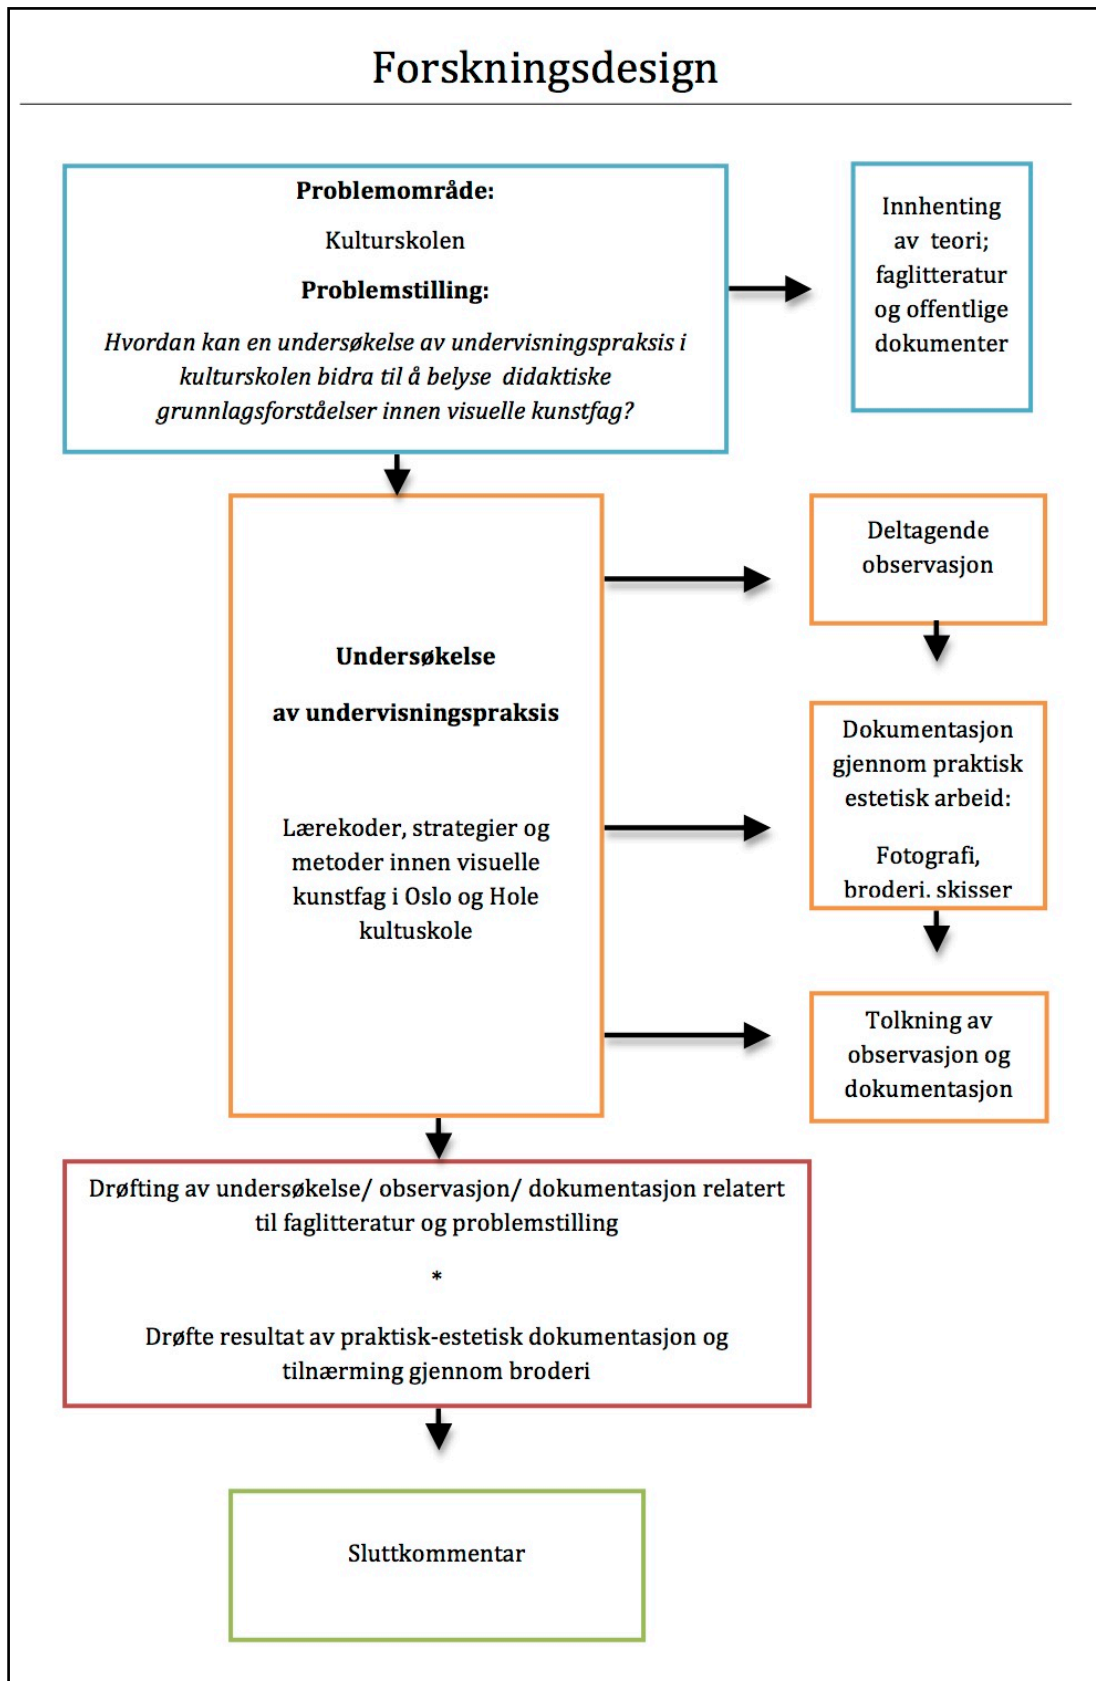 Forskningsdesign
Problemområde:
Kulturskolen
Problemstilling:
Hvordan kan en undersøkelse av undervisningspraksis i
kulturskolen bidra til å belyse didaktiske
grunnlagsforståelser innen visuelle kunstfag?
Innhenting
av teori;
faglitteratur
og offentlige
dokumenter
Undersøkelse
av undervisningspraksis
Lærekoder, strategier og
metoder innen visuelle
kunstfag i Oslo og Hole
kultuskole
Deltagende
observasjon
Dokumentasjon
gjennom praktisk
estetisk arbeid:
Fotografi,
broderi. skisser
Tolkning av
observasjon og
dokumentasjon
Drøfting av undersøkelse/ observasjon/ dokumentasjon relatert
til faglitteratur og problemstilling
*
Drøfte resultat av praktisk-estetisk dokumentasjon og
tilnærming gjennom broderi
Sluttkommentar